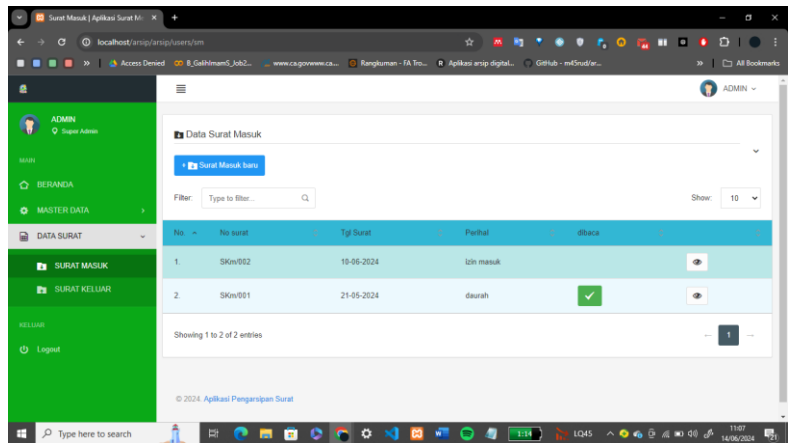 Surat Masuk | Aplikasi Surat Ma
localhost/arsip/arsip/users/sm
Access Denied
8_GalihImamS_Job2...
www.ca.govwww.ca...
Rangkuman - FA Tro...
Aplikasi arsip digital...
GitHub - m45rud/ar...
All Bookmarks
ADMIN
ADMIN
Super Admin
MAIN
BERANDA
MASTER DATA
DATA SURAT
SURAT MASUK
SURAT KELUAR
KELUAR
Logout
Data Surat Masuk
+ Surat Masuk baru
Filter: Type to filter...
Show: 10
No. No surat Tgl Surat Perihal dibaca
1. SKm/002 10-06-2024 izin masuk
2. SKm/001 21-05-2024 daurah
Showing 1 to 2 of 2 entries
← 1 →
© 2024. Aplikasi Pengarsipan Surat
Type here to search
1:14
LQ45
11:07
14/06/2024